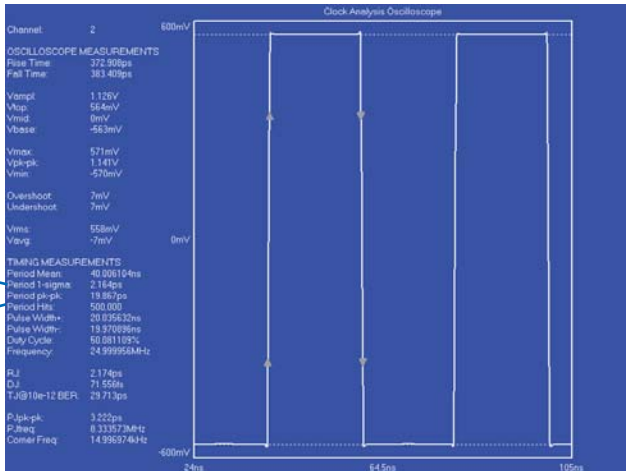 Clock Analysis Oscilloscope
Channel: 2
OSCILLOSCOPE MEASUREMENTS
Rise Time: 372.908ps
Fall Time: 383.409ps
Vampl: 1.126V
Vtop: 564mV
Vmid: 0mV
Vbase: -563mV
Vmax: 571mV
Vpk-pk: 1.141V
Vmin: -570mV
Overshoot: 7mV
Undershoot: 7mV
Vrms: 558mV
Vavg: -7mV
TIMING MEASUREMENTS
Period Mean: 40.006104ns
Period 1-sigma: 2.164ps
Period pk-pk: 19.867ps
Period Hits: 500,000
Pulse Width+: 20.035632ns
Pulse Width-: 19.970896ns
Duty Cycle: 50.081109%
Frequency: 24.999956MHz
RJ: 2.174ps
DJ: 71.556fs
TJ@10e-12 BER: 29.713ps
PJpk-pk: 3.222ps
PJfreq: 8.333573MHz
Corner Freq: 14.996974kHz
600mV
0mV
-600mV
24ns 64.5ns 105ns